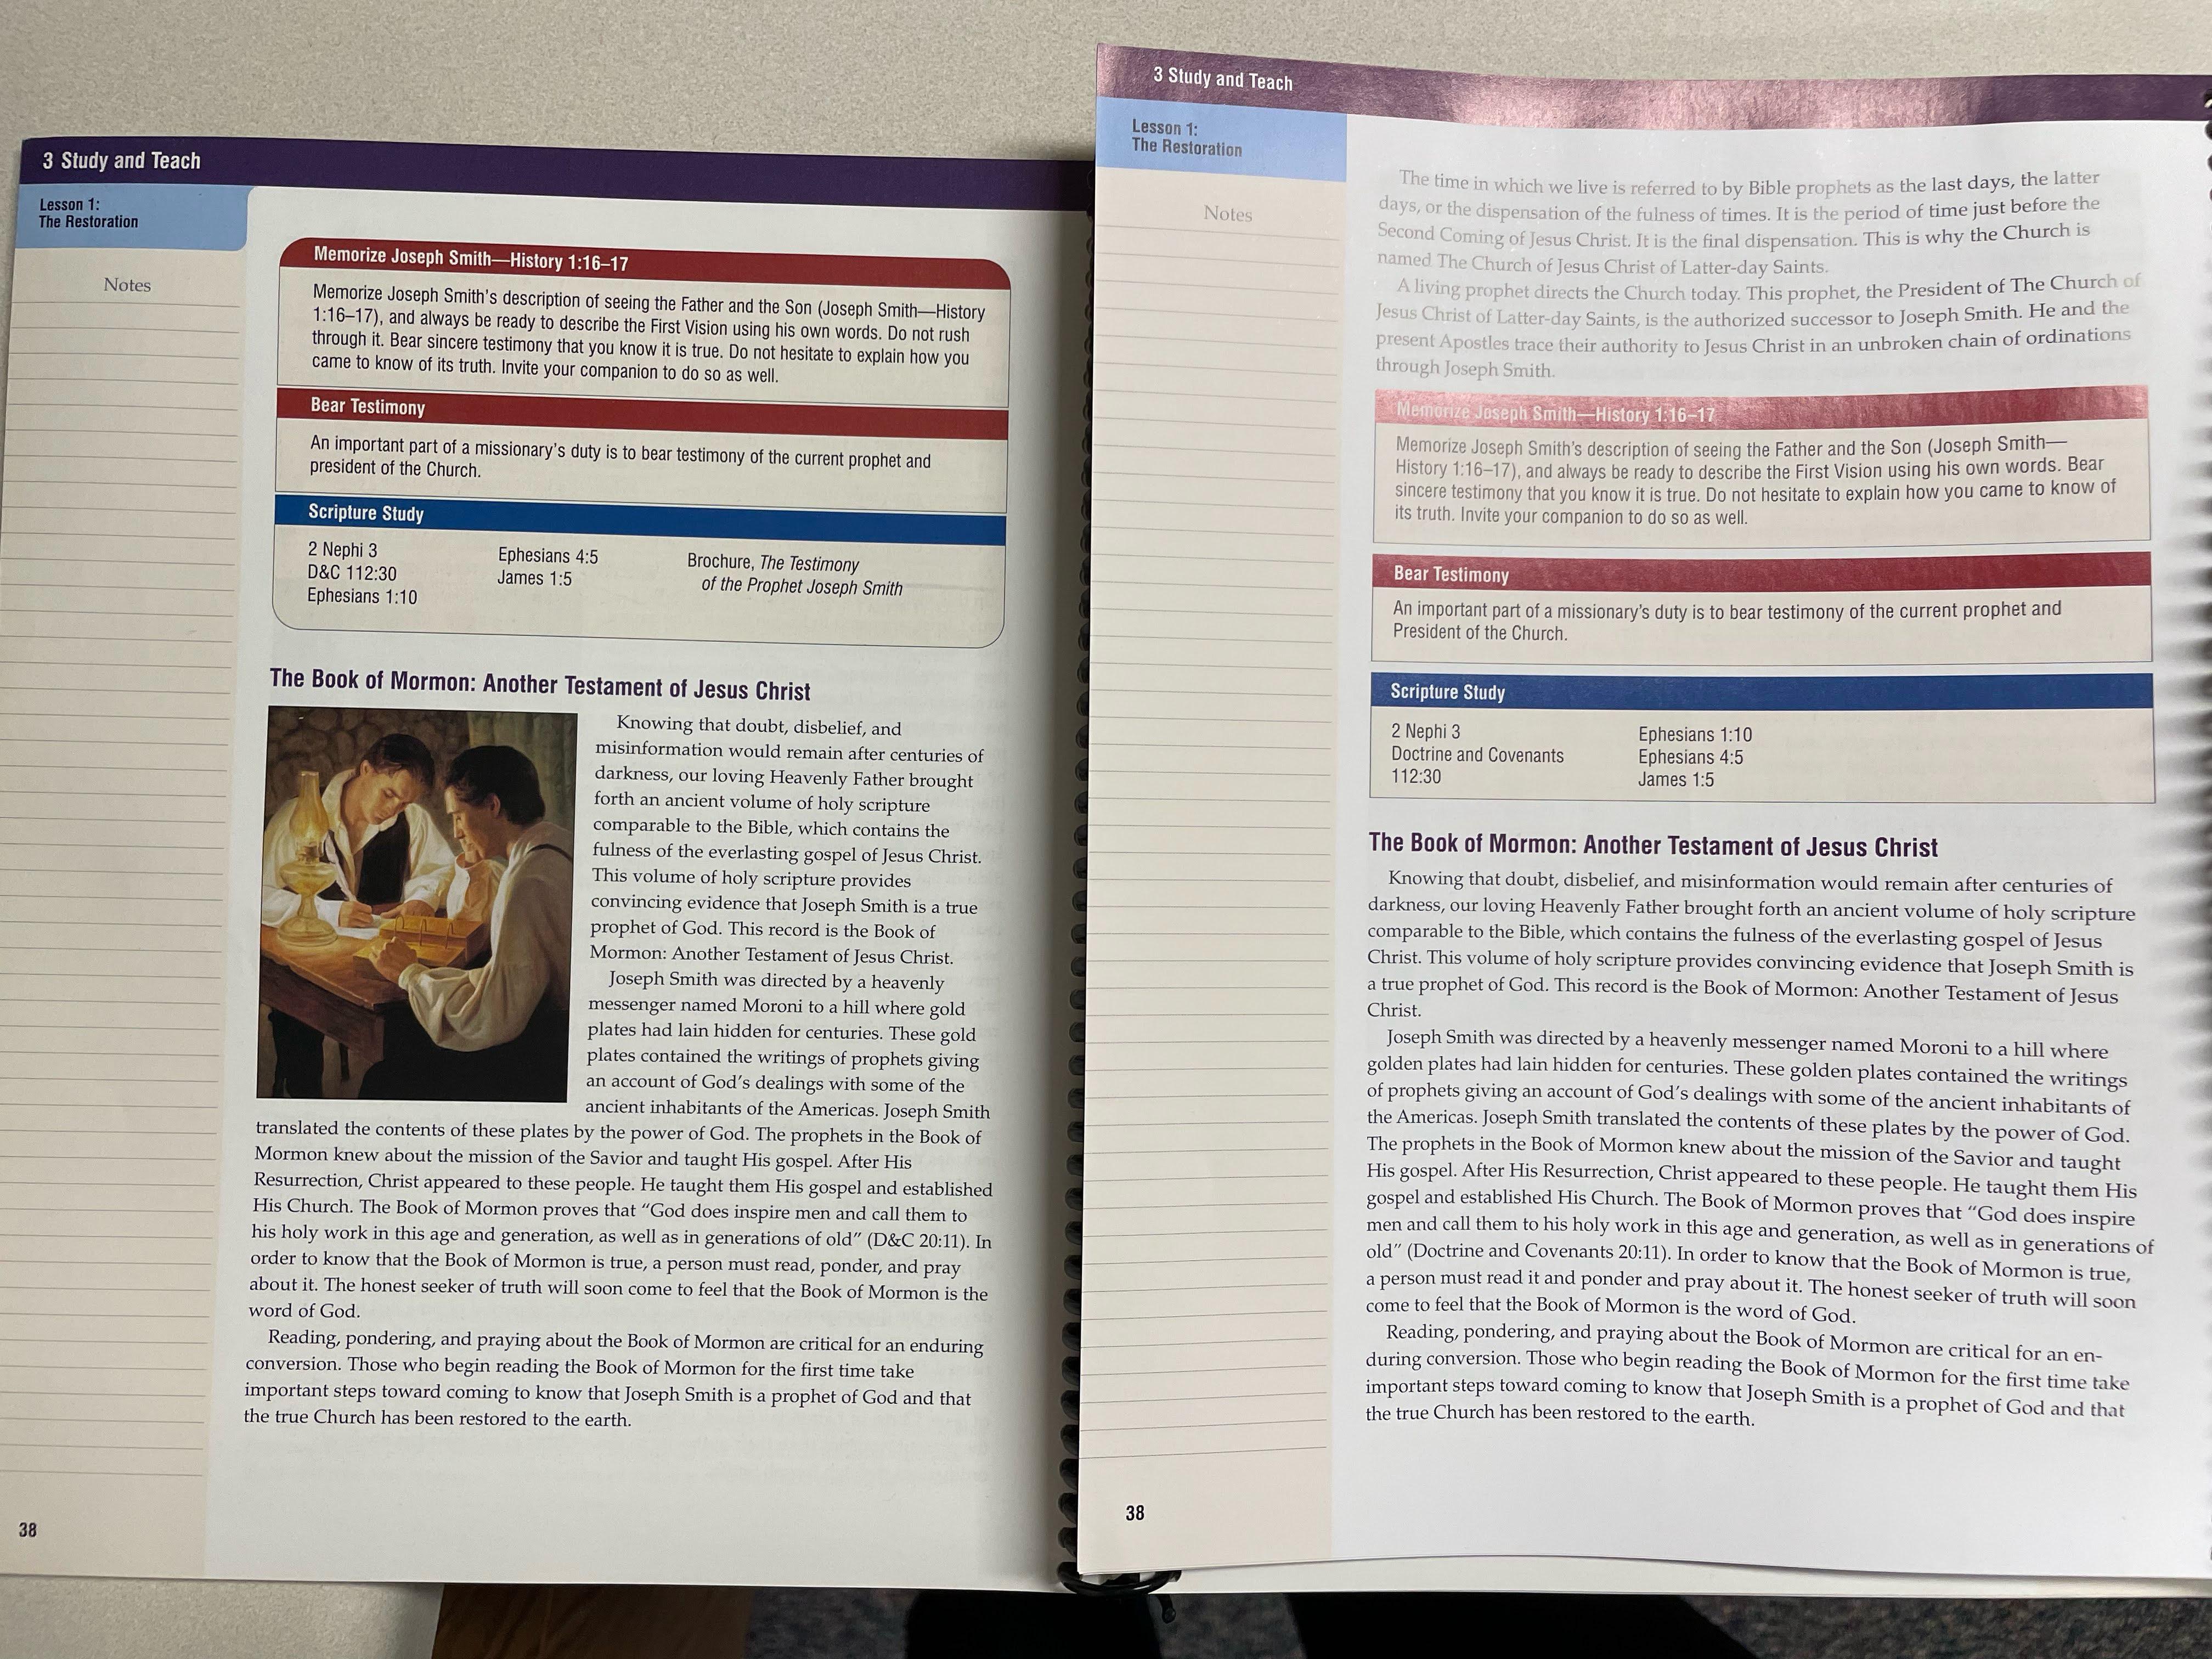 3 Study and Teach
Lesson 1:
The Restoration
Notes
Memorize Joseph Smith—History 1:16–17
Memorize Joseph Smith's description of seeing the Father and the Son (Joseph Smith—History
1:16–17), and always be ready to describe the First Vision using his own words. Do not rush
through it. Bear sincere testimony that you know it is true. Do not hesitate to explain how you
came to know of its truth. Invite your companion to do so as well.
Bear Testimony
An important part of a missionary's duty is to bear testimony of the current prophet and
president of the Church.
Scripture Study
2 Nephi 3
D&C 112:30
Ephesians 1:10
Ephesians 4:5
James 1:5
Brochure, The Testimony
of the Prophet Joseph Smith
The Book of Mormon: Another Testament of Jesus Christ
Knowing that doubt, disbelief, and
misinformation would remain after centuries of
darkness, our loving Heavenly Father brought
forth an ancient volume of holy scripture
comparable to the Bible, which contains the
fulness of the everlasting gospel of Jesus Christ.
This volume of holy scripture provides
convincing evidence that Joseph Smith is a true
prophet of God. This record is the Book of
Mormon: Another Testament of Jesus Christ.
Joseph Smith was directed by a heavenly
messenger named Moroni to a hill where gold
plates had lain hidden for centuries. These gold
plates contained the writings of prophets giving
an account of God's dealings with some of the
ancient inhabitants of the Americas. Joseph Smith
translated the contents of these plates by the power of God. The prophets in the Book of
Mormon knew about the mission of the Savior and taught His gospel. After His
Resurrection, Christ appeared to these people. He taught them His gospel and established
His Church. The Book of Mormon proves that “God does inspire men and call them to
his holy work in this age and generation, as well as in generations of old” (D&C 20:11). In
order to know that the Book of Mormon is true, a person must read, ponder, and pray
about it. The honest seeker of truth will soon come to feel that the Book of Mormon is the
word of God.
Reading, pondering, and praying about the Book of Mormon are critical for an enduring
conversion. Those who begin reading the Book of Mormon for the first time take
important steps toward coming to know that Joseph Smith is a prophet of God and that
the true Church has been restored to the earth.
38
3 Study and Teach
Lesson 1:
The Restoration
Notes
The time in which we live is referred to by Bible prophets as the last days, the latter
days, or the dispensation of the fulness of times. It is the period of time just before the
Second Coming of Jesus Christ. It is the final dispensation. This is why the Church is
named The Church of Jesus Christ of Latter-day Saints.
A living prophet directs the Church today. This prophet, the President of The Church of
Jesus Christ of Latter-day Saints, is the authorized successor to Joseph Smith. He and the
present Apostles trace their authority to Jesus Christ in an unbroken chain of ordinations
through Joseph Smith.
Memorize Joseph Smith—History 1:16–17
Memorize Joseph Smith's description of seeing the Father and the Son (Joseph Smith—
History 1:16–17), and always be ready to describe the First Vision using his own words. Bear
sincere testimony that you know it is true. Do not hesitate to explain how you came to know of
its truth. Invite your companion to do so as well.
Bear Testimony
An important part of a missionary's duty is to bear testimony of the current prophet and
President of the Church.
Scripture Study
2 Nephi 3
Doctrine and Covenants
112:30
Ephesians 1:10
Ephesians 4:5
James 1:5
The Book of Mormon: Another Testament of Jesus Christ
Knowing that doubt, disbelief, and misinformation would remain after centuries of
darkness, our loving Heavenly Father brought forth an ancient volume of holy scripture
comparable to the Bible, which contains the fulness of the everlasting gospel of Jesus
Christ. This volume of holy scripture provides convincing evidence that Joseph Smith is
a true prophet of God. This record is the Book of Mormon: Another Testament of Jesus
Christ.
Joseph Smith was directed by a heavenly messenger named Moroni to a hill where
golden plates had lain hidden for centuries. These golden plates contained the writings
of prophets giving an account of God's dealings with some of the ancient inhabitants of
the Americas. Joseph Smith translated the contents of these plates by the power of God.
The prophets in the Book of Mormon knew about the mission of the Savior and taught
His gospel. After His Resurrection, Christ appeared to these people. He taught them His
gospel and established His Church. The Book of Mormon proves that “God does inspire
men and call them to his holy work in this age and generation, as well as in generations of
old” (Doctrine and Covenants 20:11). In order to know that the Book of Mormon is true,
a person must read it and ponder and pray about it. The honest seeker of truth will soon
come to feel that the Book of Mormon is the word of God.
Reading, pondering, and praying about the Book of Mormon are critical for an en-
during conversion. Those who begin reading the Book of Mormon for the first time take
important steps toward coming to know that Joseph Smith is a prophet of God and that
the true Church has been restored to the earth.
38